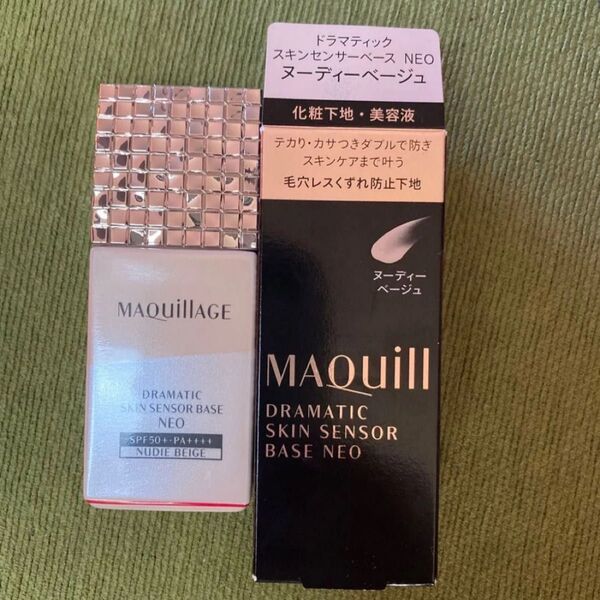 MAQuillAGE
DRAMATIC
SKIN SENSOR BASE
NEO
SPF50+・PA++++
NUDIE BEIGE
ドラマティック
スキンセンサーベース NEO
ヌーディーベージュ
化粧下地・美容液
テカリ・カサつきダブルで防ぎ
スキンケアまで叶う
毛穴レスくずれ防止下地
ヌーディー
ベージュ
MAQuill
DRAMATIC
SKIN SENSOR
BASE NEO